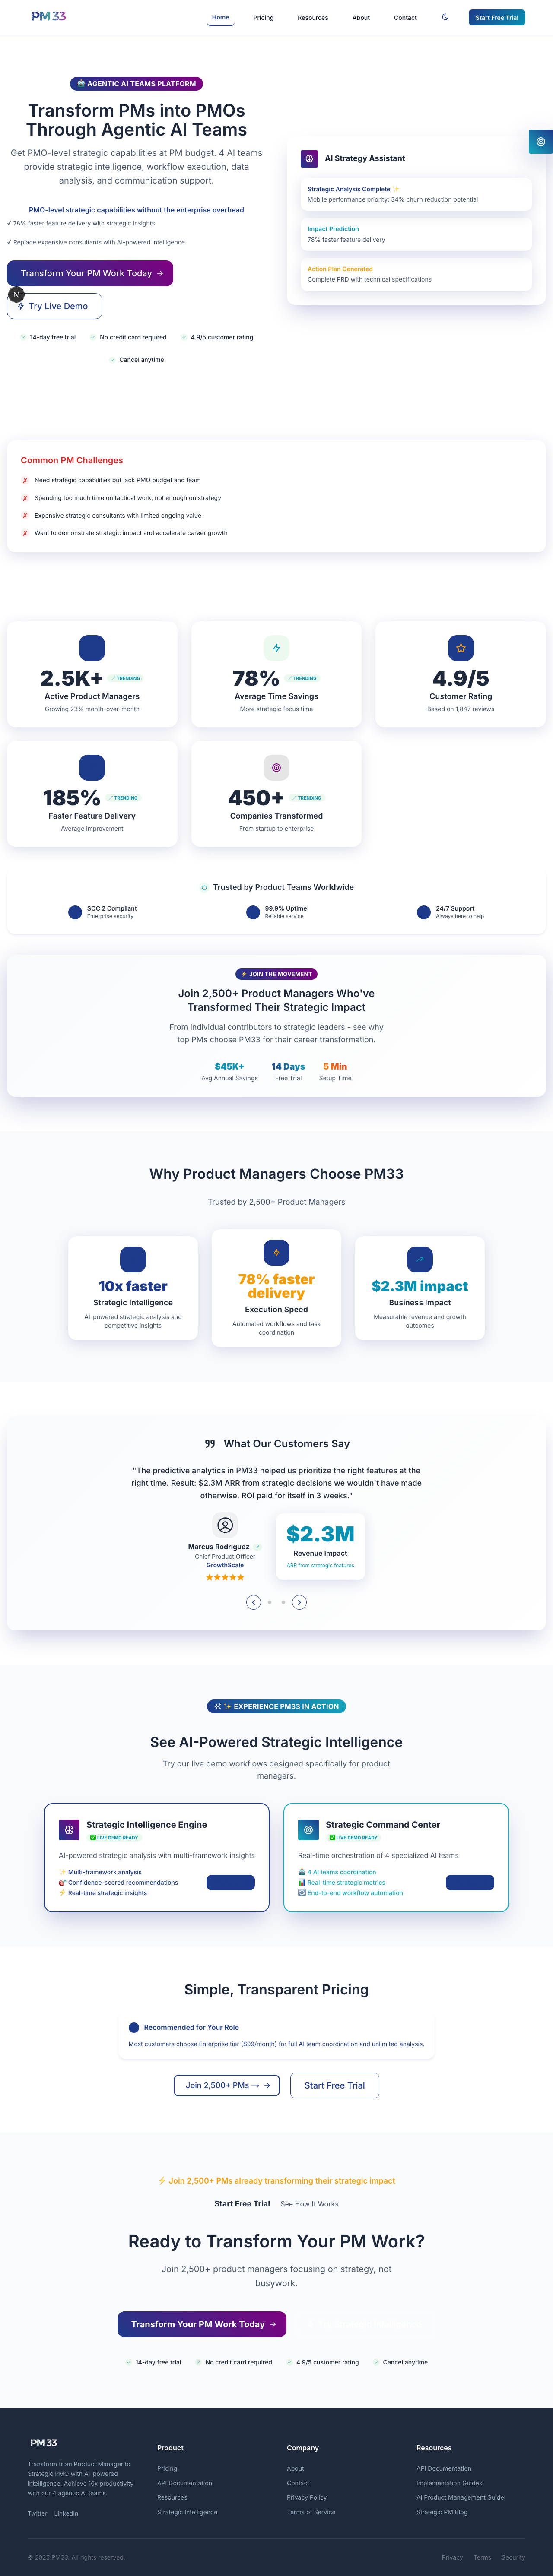 PM 33
Home
Pricing
Resources
About
Contact
Start Free Trial
AGENTIC AI TEAMS PLATFORM
Transform PMs into PMOs
Through Agentic AI Teams
Get PMO-level strategic capabilities at PM budget. 4 AI teams
provide strategic intelligence, workflow execution, data
analysis, and communication support.
PMO-level strategic capabilities without the enterprise overhead
✓ 78% faster feature delivery with strategic insights
✓ Replace expensive consultants with AI-powered intelligence
Transform Your PM Work Today →
N
Try Live Demo
14-day free trial
No credit card required
4.9/5 customer rating
Cancel anytime
AI Strategy Assistant
Strategic Analysis Complete ✨
Mobile performance priority: 34% churn reduction potential
Impact Prediction
78% faster feature delivery
Action Plan Generated
Complete PRD with technical specifications
Common PM Challenges
✗ Need strategic capabilities but lack PMO budget and team
✗ Spending too much time on tactical work, not enough on strategy
✗ Expensive strategic consultants with limited ongoing value
✗ Want to demonstrate strategic impact and accelerate career growth
2.5K+ TRENDING
Active Product Managers
Growing 23% month-over-month
78% TRENDING
Average Time Savings
More strategic focus time
4.9/5
Customer Rating
Based on 1,847 reviews
185% TRENDING
Faster Feature Delivery
Average improvement
450+ TRENDING
Companies Transformed
From startup to enterprise
Trusted by Product Teams Worldwide
SOC 2 Compliant
Enterprise security
99.9% Uptime
Reliable service
24/7 Support
Always here to help
⚡ JOIN THE MOVEMENT
Join 2,500+ Product Managers Who've
Transformed Their Strategic Impact
From individual contributors to strategic leaders - see why
top PMs choose PM33 for their career transformation.
$45K+
Avg Annual Savings
14 Days
Free Trial
5 Min
Setup Time
Why Product Managers Choose PM33
Trusted by 2,500+ Product Managers
10x faster
Strategic Intelligence
AI-powered strategic analysis and
competitive insights
78% faster
delivery
Execution Speed
Automated workflows and task
coordination
$2.3M impact
Business Impact
Measurable revenue and growth
outcomes
What Our Customers Say
"The predictive analytics in PM33 helped us prioritize the right features at the
right time. Result: $2.3M ARR from strategic decisions we wouldn't have made
otherwise. ROI paid for itself in 3 weeks."
Marcus Rodriguez
Chief Product Officer
GrowthScale
$2.3M
Revenue Impact
ARR from strategic features
✨ EXPERIENCE PM33 IN ACTION
See AI-Powered Strategic Intelligence
Try our live demo workflows designed specifically for product
managers.
Strategic Intelligence Engine
✅ LIVE DEMO READY
AI-powered strategic analysis with multi-framework insights
✨ Multi-framework analysis
🎯 Confidence-scored recommendations
⚡ Real-time strategic insights
Strategic Command Center
✅ LIVE DEMO READY
Real-time orchestration of 4 specialized AI teams
🤖 4 AI teams coordination
📊 Real-time strategic metrics
🔄 End-to-end workflow automation
Simple, Transparent Pricing
Recommended for Your Role
Most customers choose Enterprise tier ($99/month) for full AI team coordination and unlimited analysis.
Join 2,500+ PMs → →
Start Free Trial
⚡ Join 2,500+ PMs already transforming their strategic impact
Start Free Trial
See How It Works
Ready to Transform Your PM Work?
Join 2,500+ product managers focusing on strategy, not
busywork.
Transform Your PM Work Today →
14-day free trial
No credit card required
4.9/5 customer rating
Cancel anytime
PM 33
Transform from Product Manager to
Strategic PMO with AI-powered
intelligence. Achieve 10x productivity
with our 4 agentic AI teams.
Twitter
LinkedIn
Product
Pricing
API Documentation
Resources
Strategic Intelligence
Company
About
Contact
Privacy Policy
Terms of Service
Resources
API Documentation
Implementation Guides
AI Product Management Guide
Strategic PM Blog
© 2025 PM33. All rights reserved.
Privacy
Terms
Security